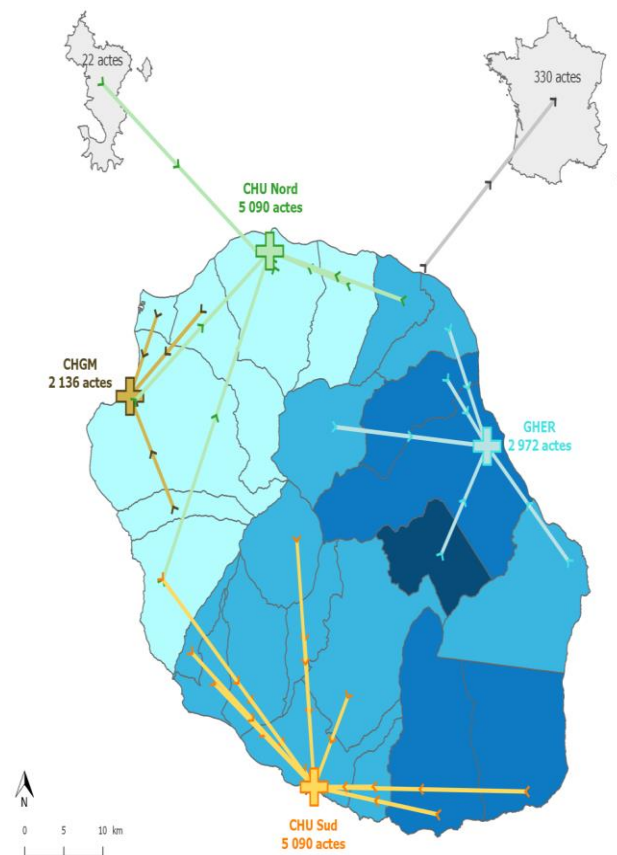 22 actes
330 actes
CHU Nord
5 090 actes
CHGM
2 136 actes
GHER
2 972 actes
N
0 5 10 km
CHU Sud
5 090 actes